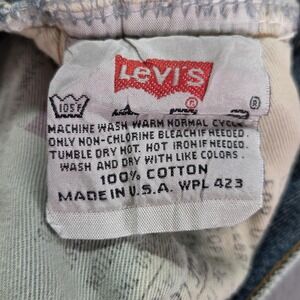 LEVI'S
105F
®
®
MACHINE WASH WARM NORMAL CYCLE
ONLY NON-CHLORINE BLEACH IF NEEDED.
TUMBLE DRY HOT. HOT IRON IF NEEDED.
WASH AND DRY WITH LIKE COLORS.
100% COTTON
MADE IN U.S.A. WPL 423